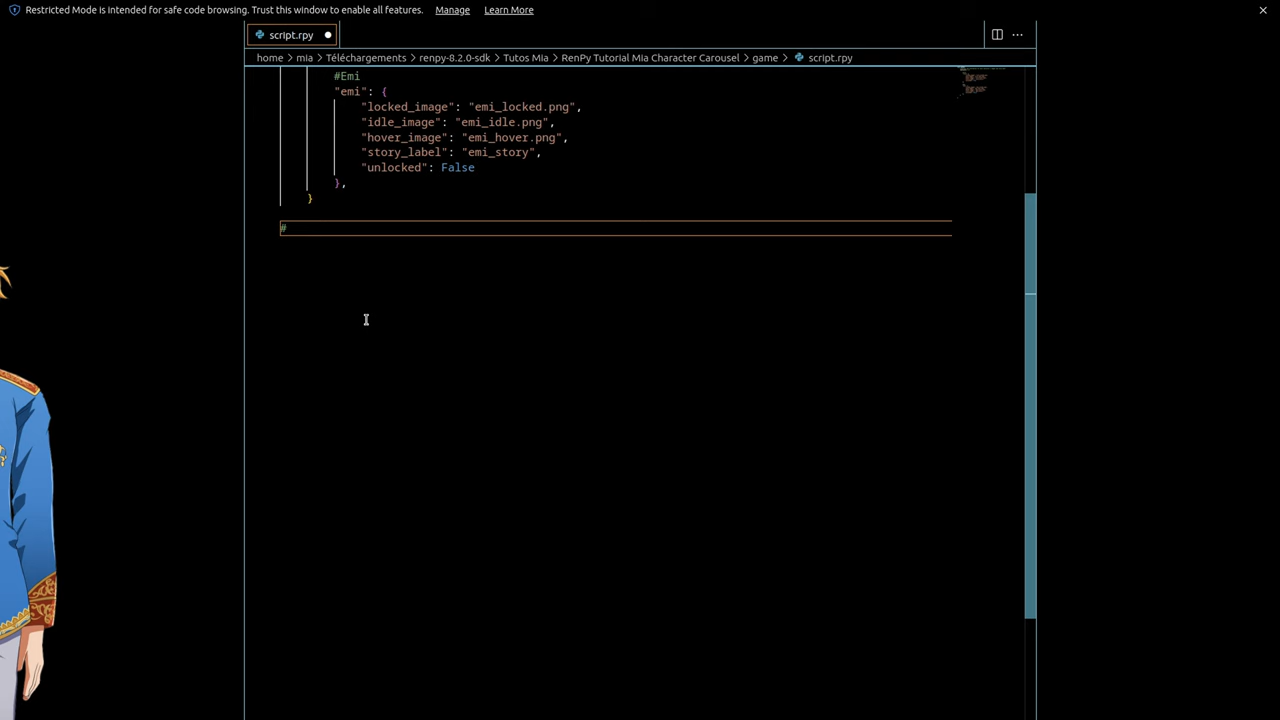 Restricted Mode is intended for safe code browsing. Trust this window to enable all features. Manage Learn More
script.rpy
home > mia > Téléchargements > renpy-8.2.0-sdk > Tutos Mia > RenPy Tutorial Mia Character Carousel > game > script.rpy
#Emi
"emi": {
"locked_image": "emi_locked.png",
"idle_image": "emi_idle.png",
"hover_image": "emi_hover.png",
"story_label": "emi_story",
"unlocked": False
},
}
#